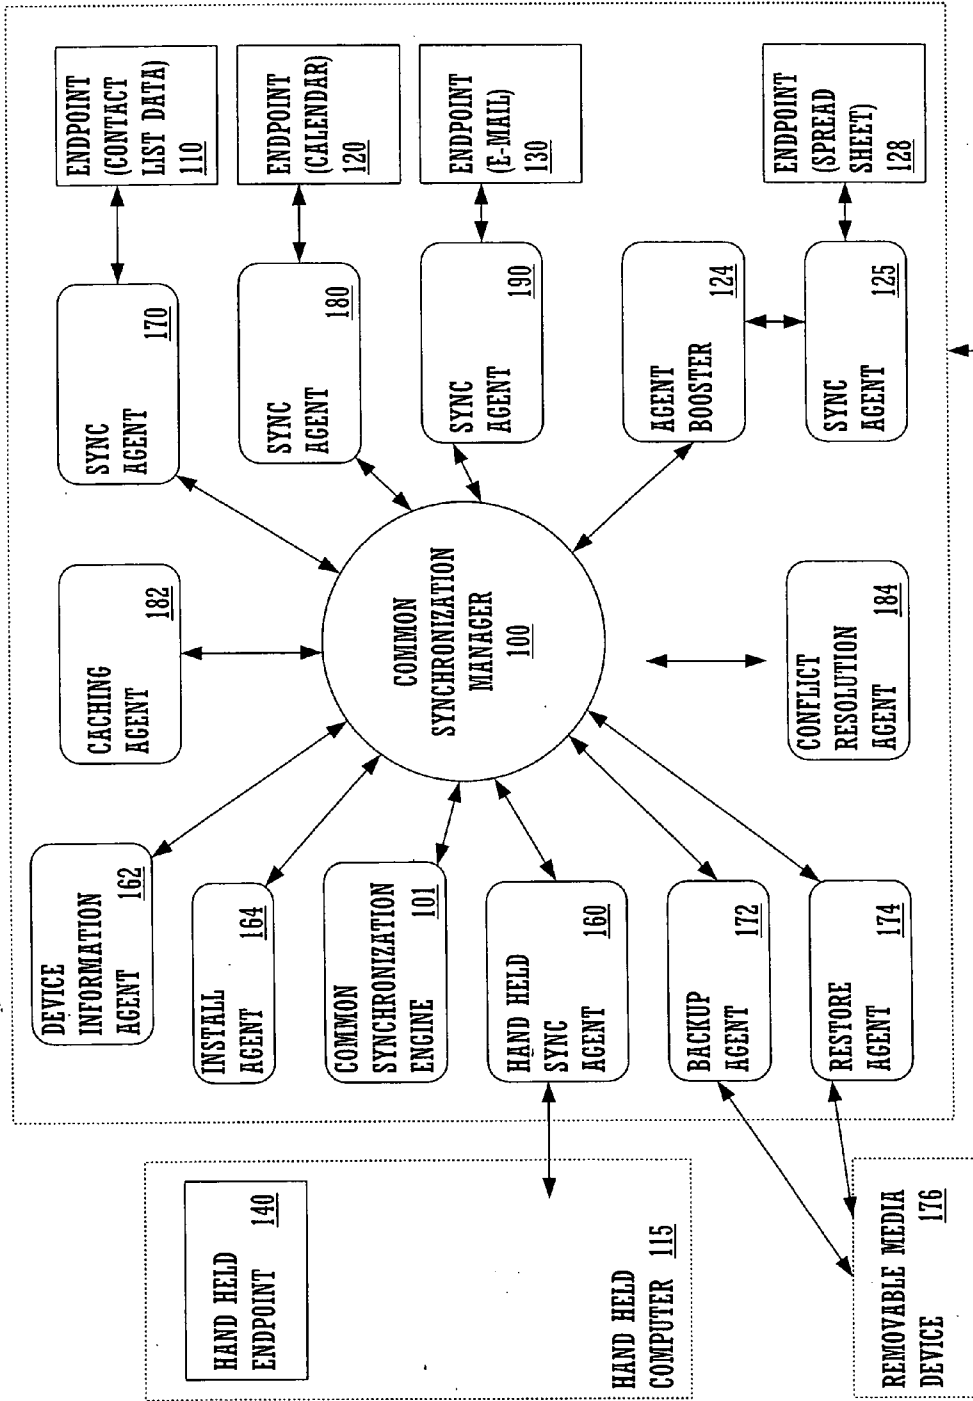 DEVICE
INFORMATION
AGENT 162
INSTALL
AGENT 164
COMMON
SYNCHRONIZATION
ENGINE 101
HAND HELD
SYNC
AGENT 160
BACKUP
AGENT 172
RESTORE
AGENT 174
CACHING
AGENT 182
COMMON
SYNCHRONIZATION
MANAGER
100
CONFLICT
RESOLUTION
AGENT 184
SYNC
AGENT 170
SYNC
AGENT 180
SYNC
AGENT 190
AGENT
BOOSTER 124
SYNC
AGENT 125
ENDPOINT
(CONTACT
LIST DATA)
110
ENDPOINT
(CALENDAR)
120
ENDPOINT
(E-MAIL)
130
ENDPOINT
(SPREAD
SHEET)
128
HAND HELD
ENDPOINT 140
HAND HELD
COMPUTER 115
REMOVABLE MEDIA
DEVICE 176